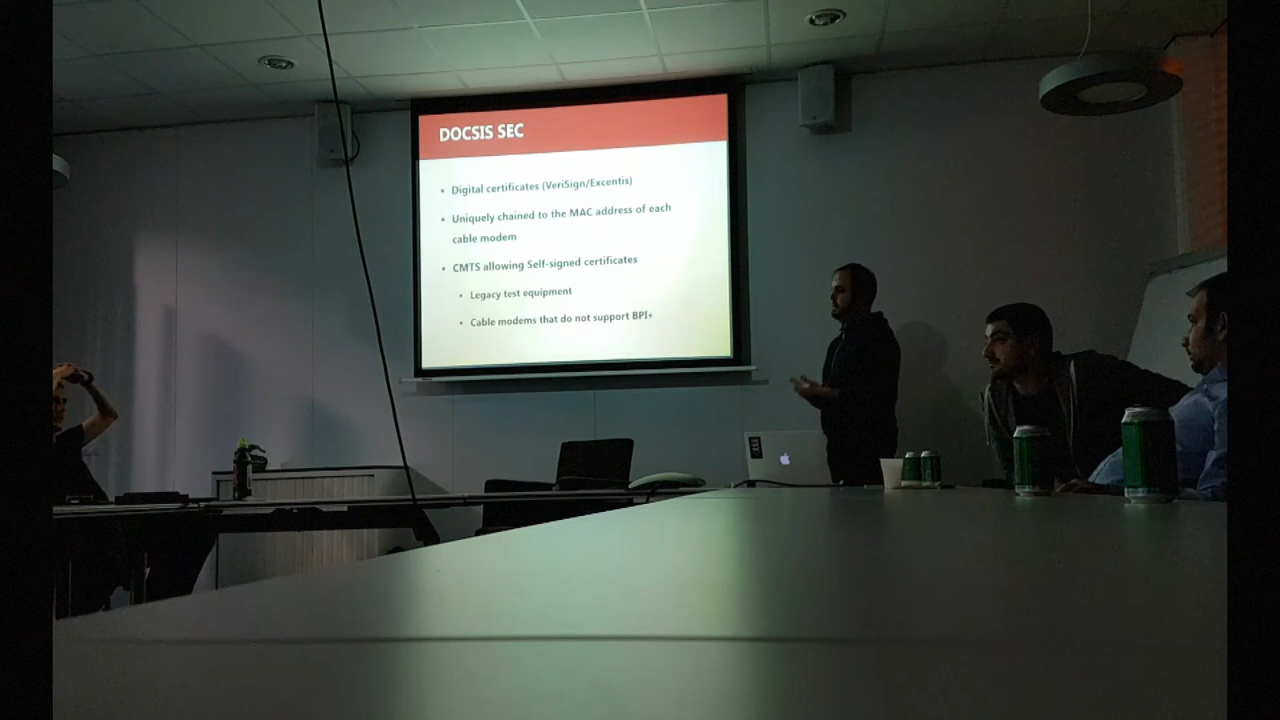 DOCSIS SEC
Digital certificates (VeriSign/Excentis)
Uniquely chained to the MAC address of each
cable modem
CMTS allowing Self-signed certificates
Legacy test equipment
Cable modems that do not support BPI+